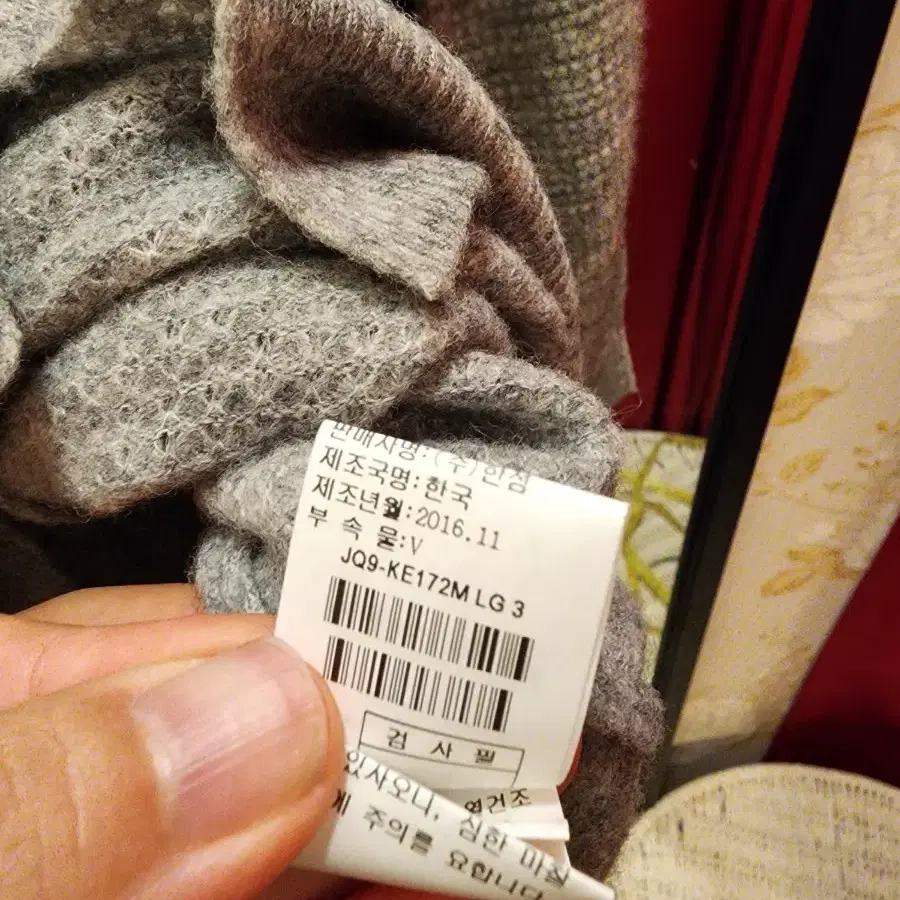 판매자명:(주)한섬
제조국명:한국
제조년월:2016.11
부 속 물:V
JQ9-KE172M LG 3
검 사 필
있사오니, 심한 마찰
에 주의를 요합니다